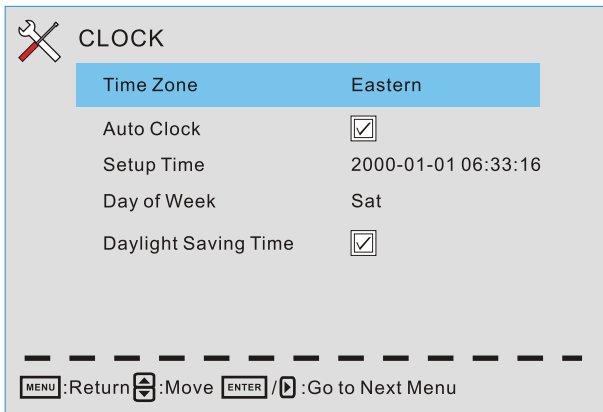 CLOCK
Time Zone Eastern
Auto Clock
Setup Time 2000-01-01 06:33:16
Day of Week Sat
Daylight Saving Time
MENU :Return :Move ENTER / :Go to Next Menu